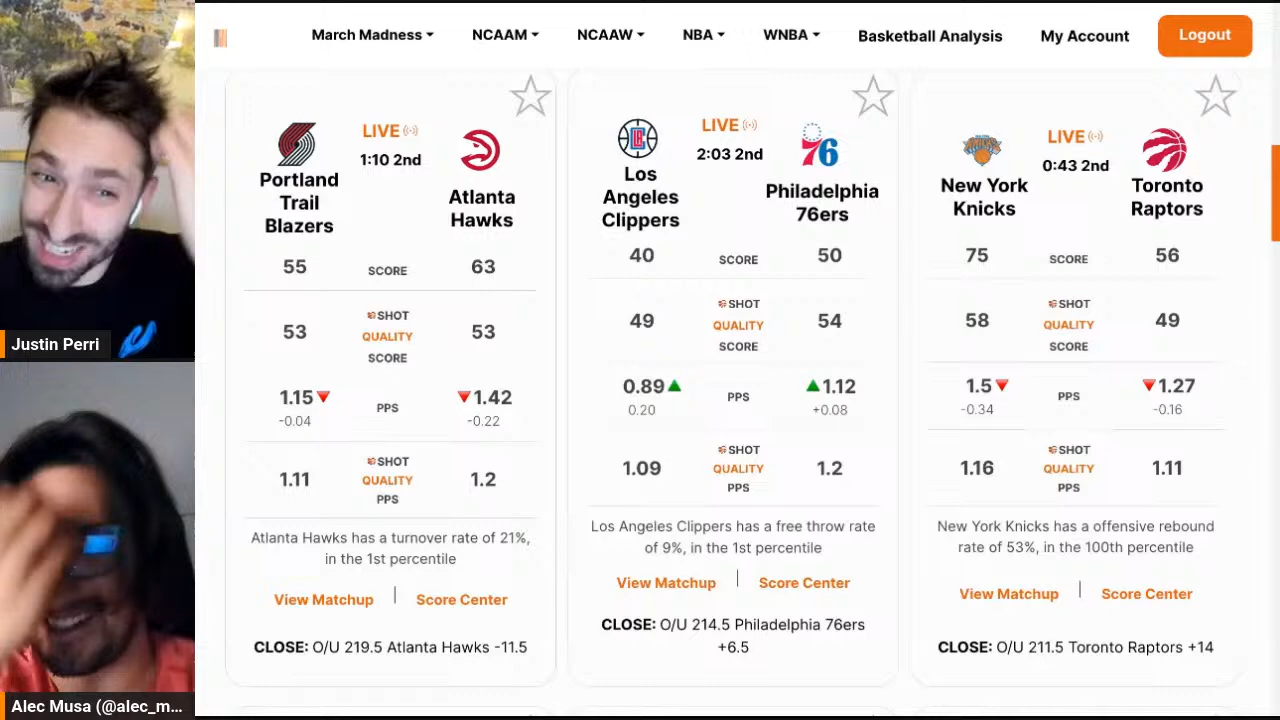 March Madness NCAAM NCAAW NBA WNBA Basketball Analysis My Account Logout
Justin Perri
Alec Musa (@alec_m...
LIVE
1:10 2nd
Portland
Trail
Blazers
Atlanta
Hawks
55 SCORE 63
53 SHOT QUALITY SCORE 53
1.15 PPS 1.42
-0.04 -0.22
1.11 SHOT QUALITY PPS 1.2
Atlanta Hawks has a turnover rate of 21%,
in the 1st percentile
View Matchup | Score Center
CLOSE: O/U 219.5 Atlanta Hawks -11.5
LIVE
2:03 2nd
Los
Angeles
Clippers
76
Philadelphia
76ers
40 SCORE 50
49 SHOT QUALITY SCORE 54
0.89 PPS 1.12
0.20 +0.08
1.09 SHOT QUALITY PPS 1.2
Los Angeles Clippers has a free throw rate
of 9%, in the 1st percentile
View Matchup | Score Center
CLOSE: O/U 214.5 Philadelphia 76ers
+6.5
LIVE
0:43 2nd
New York
Knicks
Toronto
Raptors
75 SCORE 56
58 SHOT QUALITY SCORE 49
1.5 PPS 1.27
-0.34 -0.16
1.16 SHOT QUALITY PPS 1.11
New York Knicks has a offensive rebound
rate of 53%, in the 100th percentile
View Matchup | Score Center
CLOSE: O/U 211.5 Toronto Raptors +14